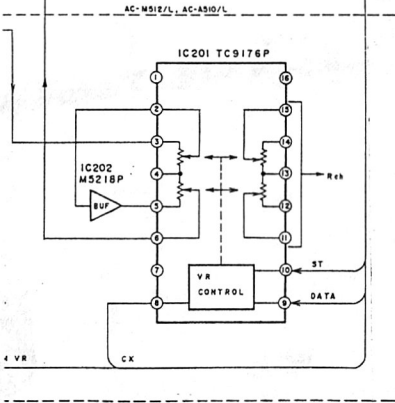 AC-M512/L, AC-A510/L
IC201 TC9176P
1
16
2
15
3
14
IC202
M5218P
4
13
Rch
BUF
5
12
6
11
7
10
ST
VR
CONTROL
8
9
DATA
VR
CX